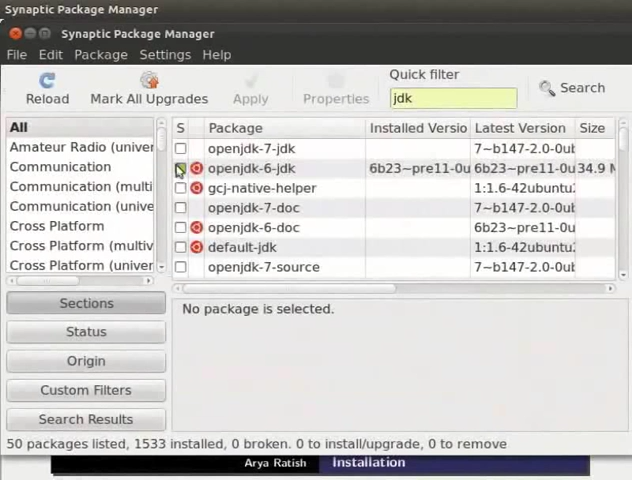 Synaptic Package Manager
Synaptic Package Manager
File Edit Package Settings Help
Quick filter
Reload Mark All Upgrades Apply Properties jdk Search
All
Amateur Radio (univer
Communication
Communication (multi
Communication (unive
Cross Platform
Cross Platform (multiv
Cross Platform (univer
S Package Installed Versio Latest Version Size
openjdk-7-jdk 7~b147-2.0-0ub
openjdk-6-jdk 6b23~pre11-0u 6b23~pre11-0u 34.9 M
gcj-native-helper 1:1.6-42ubuntu
openjdk-7-doc 7~b147-2.0-0ub
openjdk-6-doc 6b23~pre11-0u
default-jdk 1:1.6-42ubuntu
openjdk-7-source 7~b147-2.0-0ub
Sections
Status
Origin
Custom Filters
Search Results
No package is selected.
50 packages listed, 1533 installed, 0 broken. 0 to install/upgrade, 0 to remove
Arya Ratish Installation